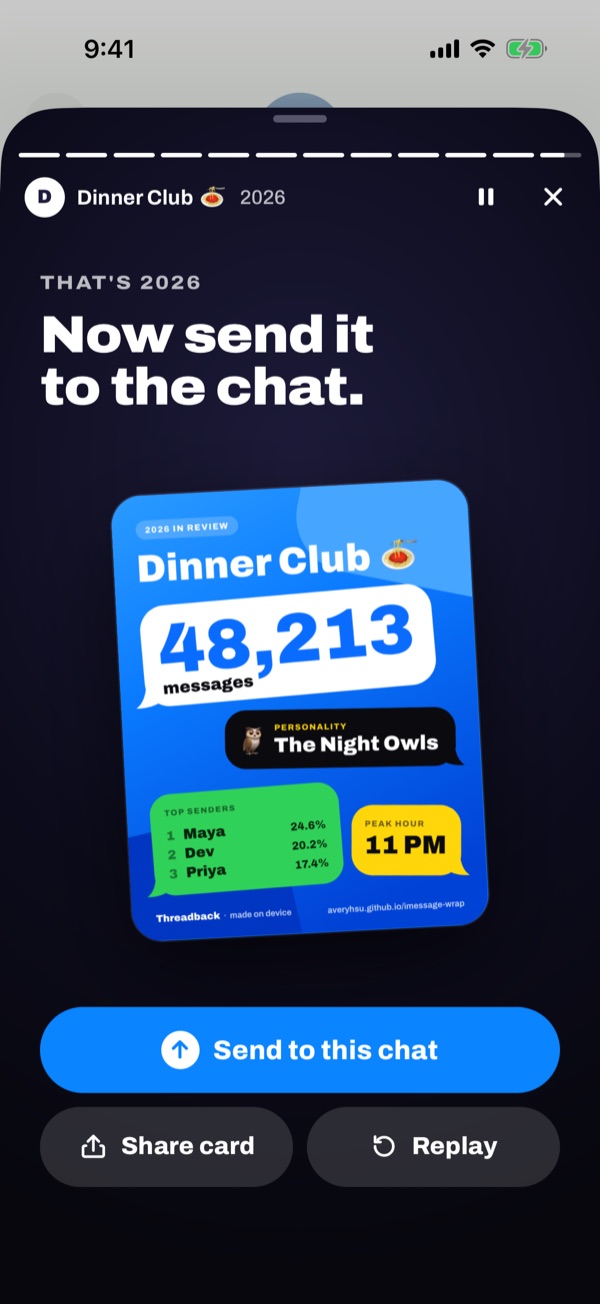 9:41
D Dinner Club 🍝 2026
THAT'S 2026
Now send it
to the chat.
2026 IN REVIEW
Dinner Club 🍝
48,213
messages
PERSONALITY
The Night Owls
TOP SENDERS
1 Maya 24.6%
2 Dev 20.2%
3 Priya 17.4%
PEAK HOUR
11 PM
Threadback · made on device
averyhsu.github.io/imessage-wrap
Send to this chat
Share card
Replay